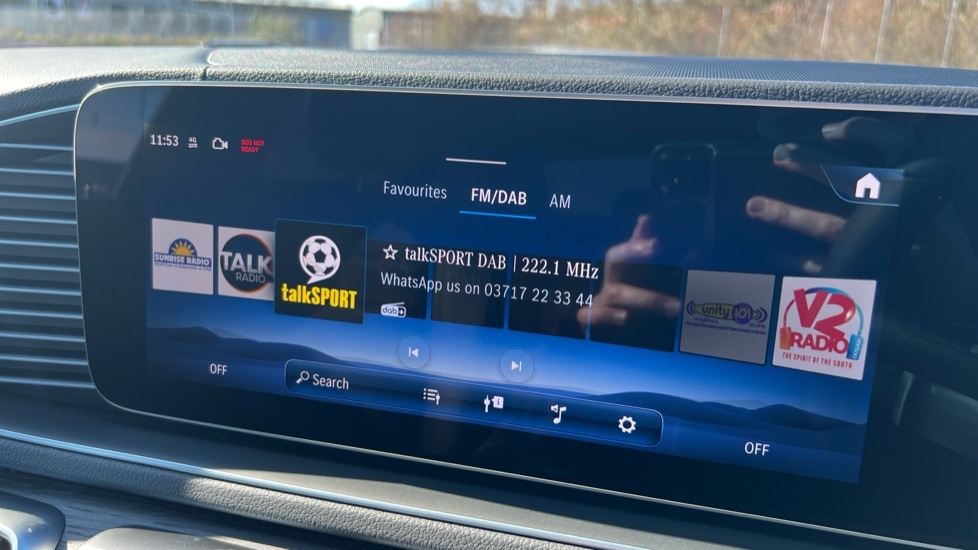 11:53 4G SOS NOT
READY
Favourites FM/DAB AM
SUNRISE RADIO
TALK
RADIO
talkSPORT
☆ talkSPORT DAB | 222.1 MHz
WhatsApp us on 03717 22 33 44
dab+
unity 101
V2
RADIO
THE SPIRIT OF THE SOUTH
OFF
Search
OFF